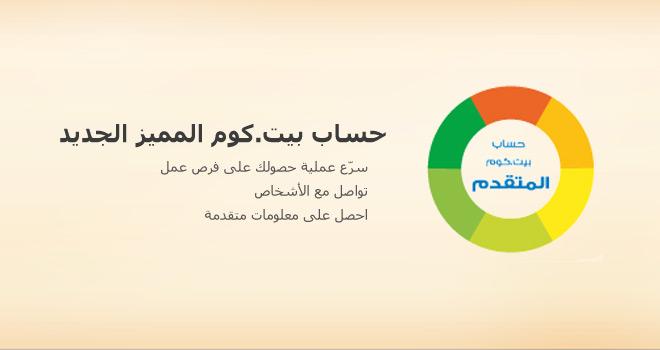 حساب بيت.كوم المميز الجديد
سرّع عملية حصولك على فرص عمل
تواصل مع الأشخاص
احصل على معلومات متقدمة
حساب
بيت.كوم
المتقدم